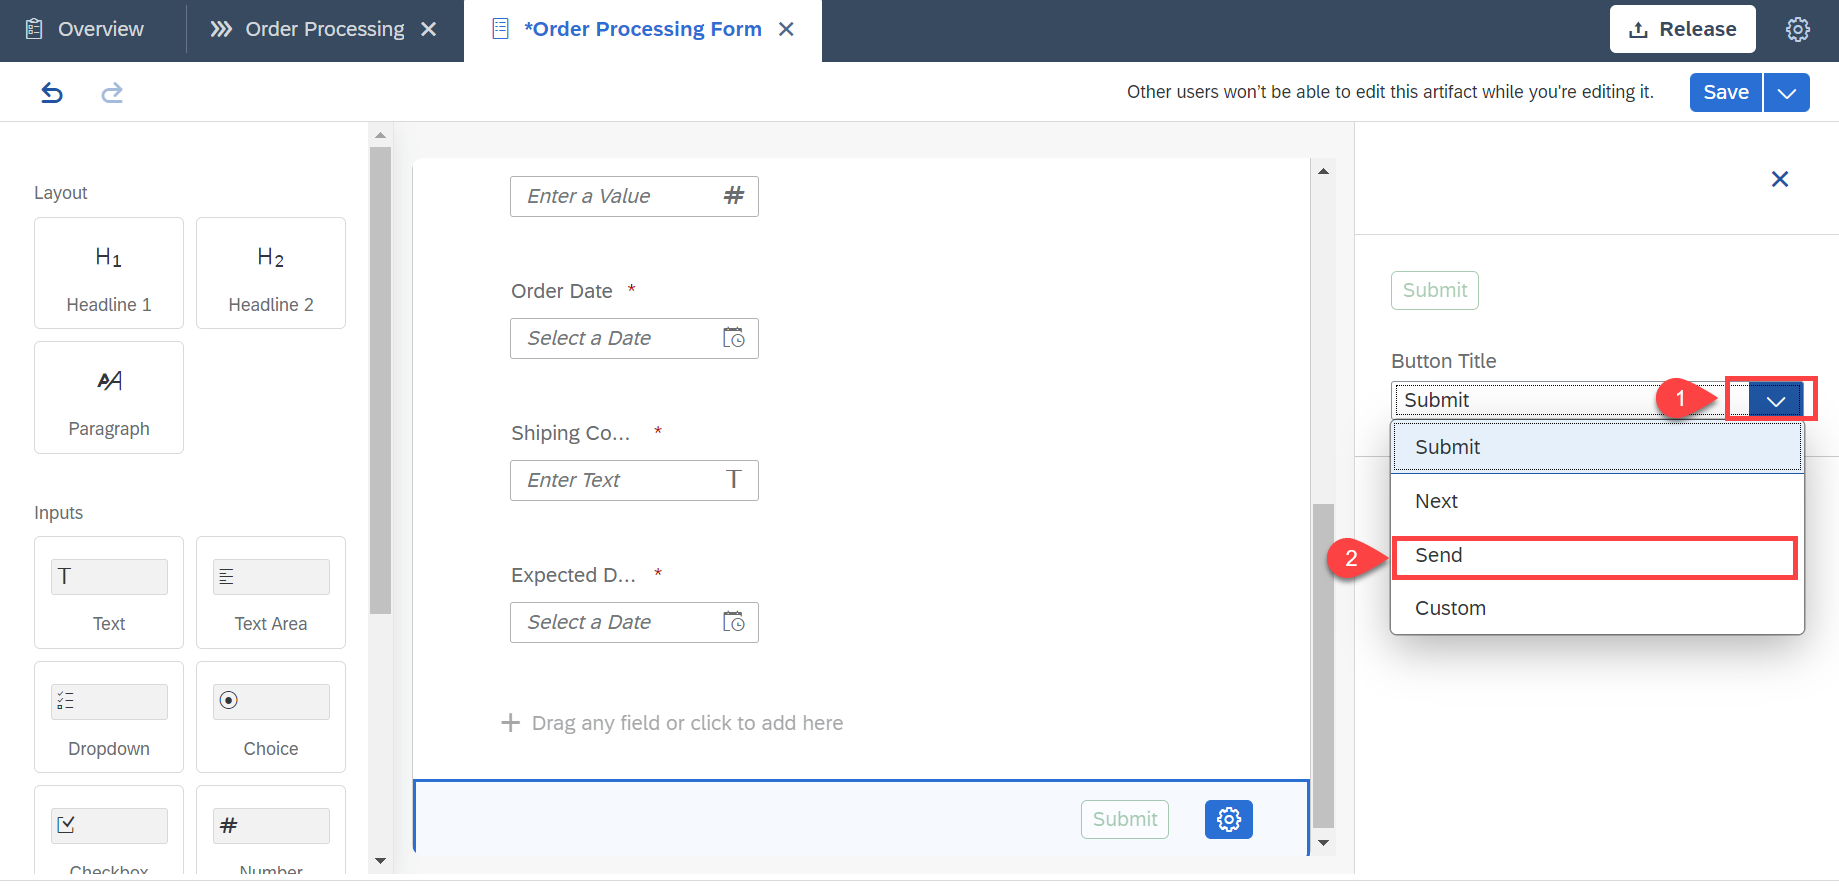 Overview
Order Processing
*Order Processing Form
Release
Other users won't be able to edit this artifact while you're editing it.
Save
Layout
H1
H2
Headline 1
Headline 2
AA
Paragraph
Inputs
T
Text
Text Area
Dropdown
Choice
#
Checkbox
Number
Enter a Value #
Order Date *
Select a Date
Shiping Co... *
Enter Text T
Expected D... *
Select a Date
+ Drag any field or click to add here
Submit
Submit
Button Title
Submit
1
Submit
Next
2
Send
Custom